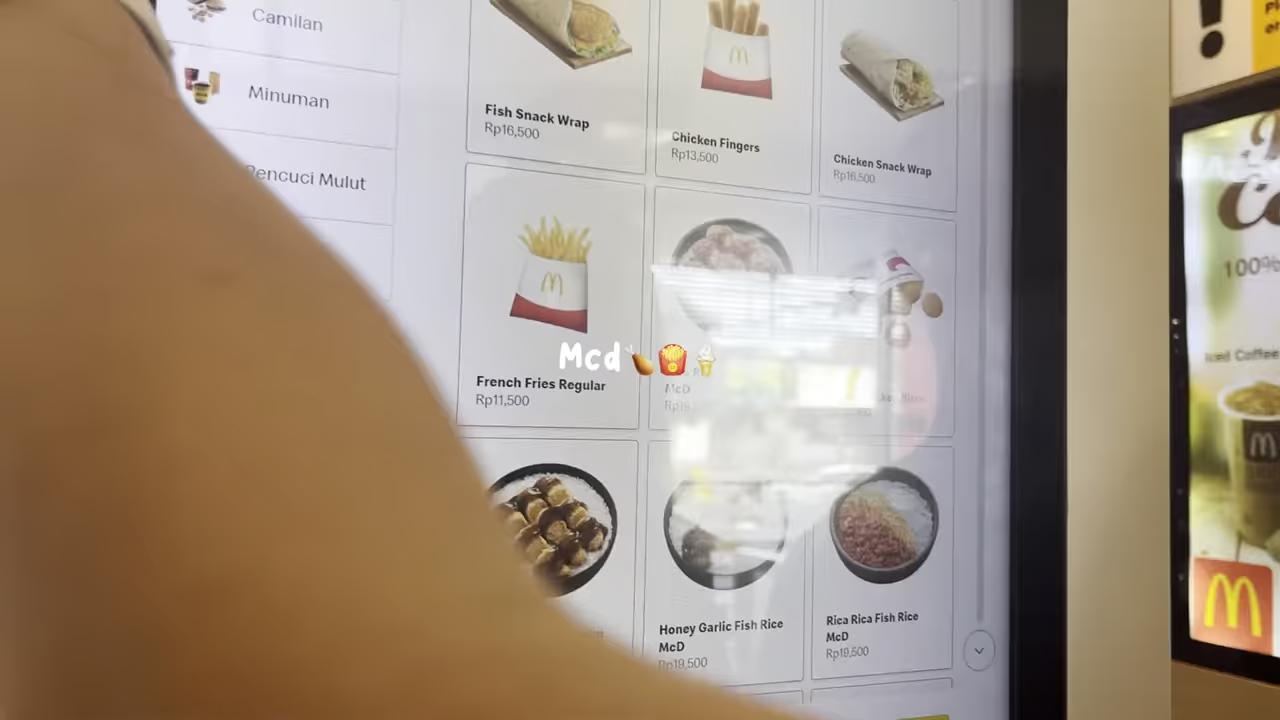 Camilan
Minuman
Pencuci Mulut
Fish Snack Wrap
Rp16,500
Chicken Fingers
Rp13,500
Chicken Snack Wrap
Rp16,500
French Fries Regular
Rp11,500
McD
Mcd🍤🍟🍦
Honey Garlic Fish Rice
McD
Rp19,500
Rica Rica Fish Rice
McD
Rp19,500
100%
Iced Coffee